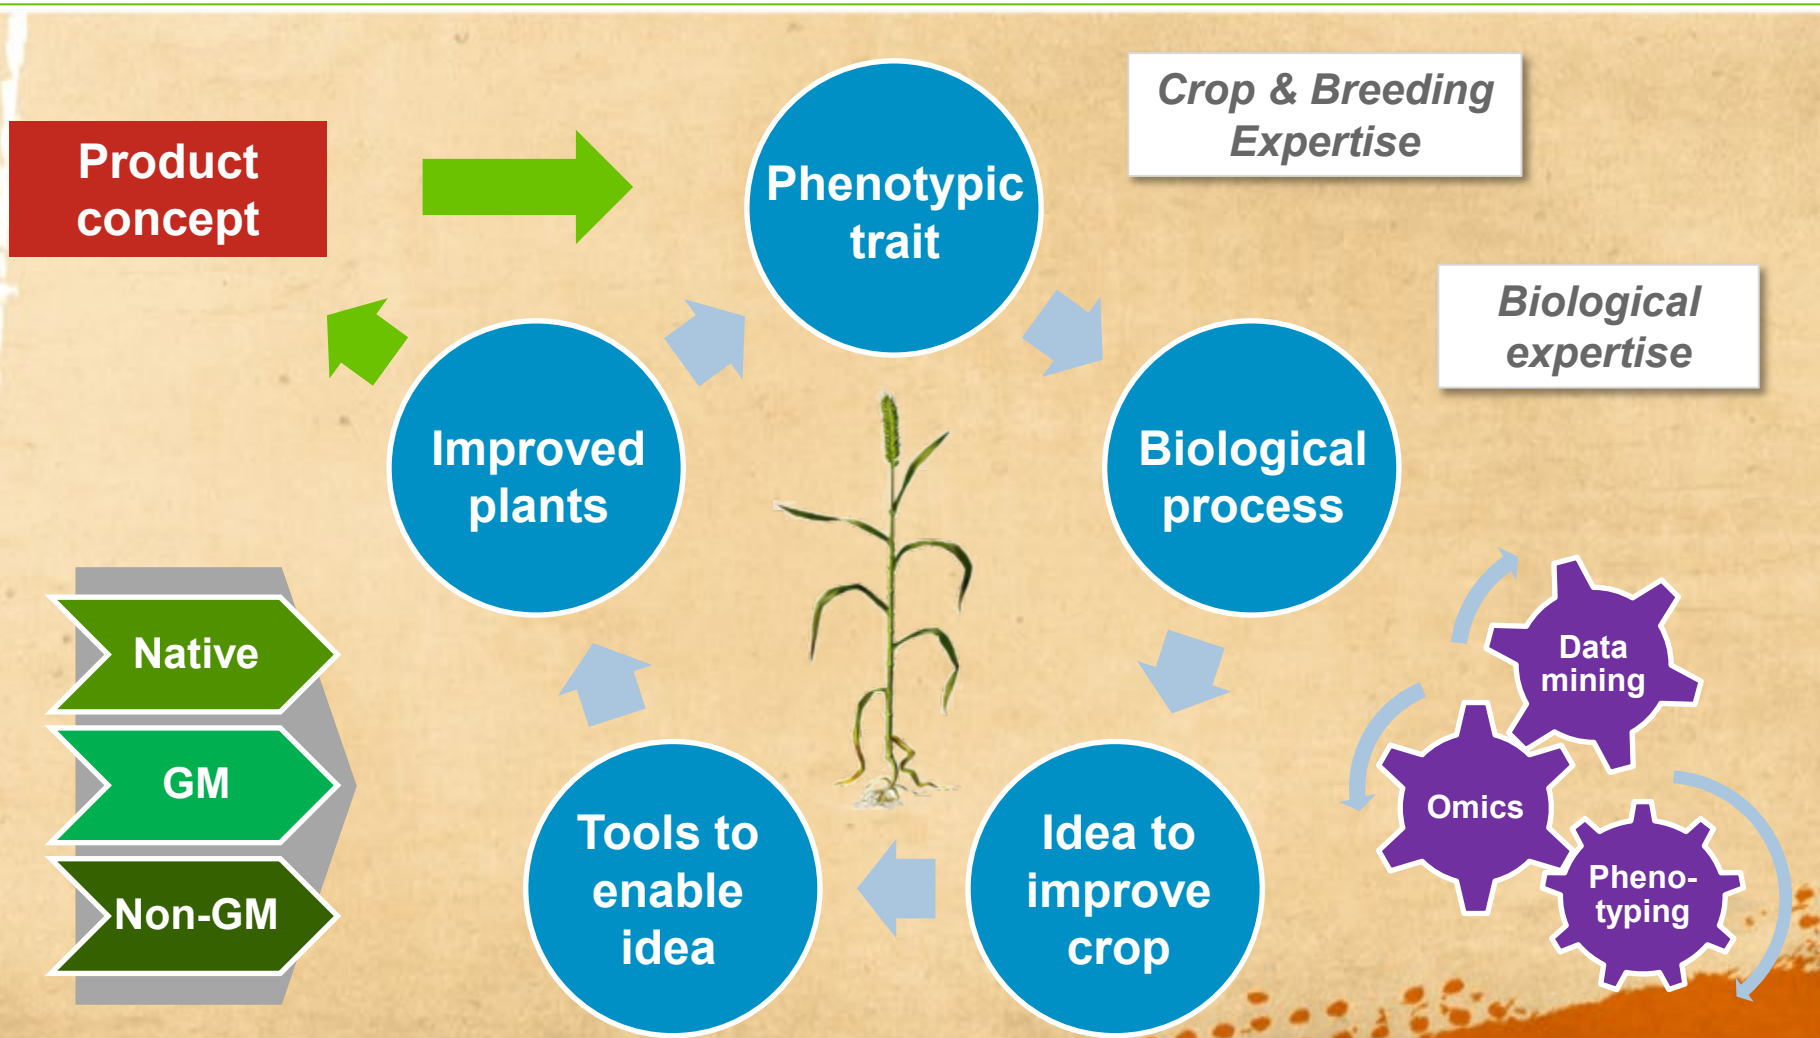 Product
concept
Phenotypic
trait
Crop & Breeding
Expertise
Biological
expertise
Improved
plants
Biological
process
Native
GM
Non-GM
Tools to
enable
idea
Idea to
improve
crop
Data
mining
Omics
Pheno-
typing